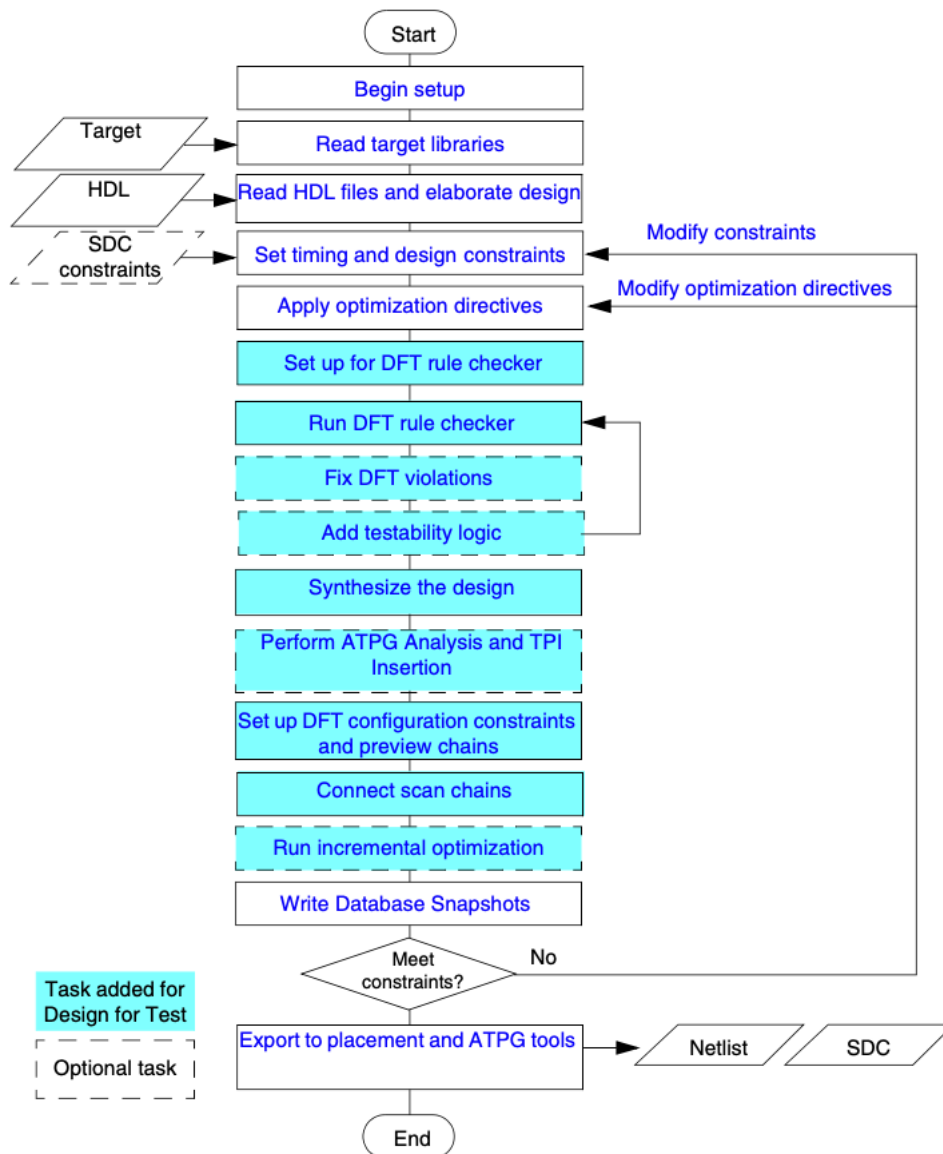 Start
Begin setup
Target
Read target libraries
HDL
Read HDL files and elaborate design
SDC
constraints
Set timing and design constraints
Modify constraints
Apply optimization directives
Modify optimization directives
Set up for DFT rule checker
Run DFT rule checker
Fix DFT violations
Add testability logic
Synthesize the design
Perform ATPG Analysis and TPI
Insertion
Set up DFT configuration constraints
and preview chains
Connect scan chains
Run incremental optimization
Write Database Snapshots
Meet
constraints?
No
Task added for
Design for Test
Optional task
Export to placement and ATPG tools
Netlist
SDC
End